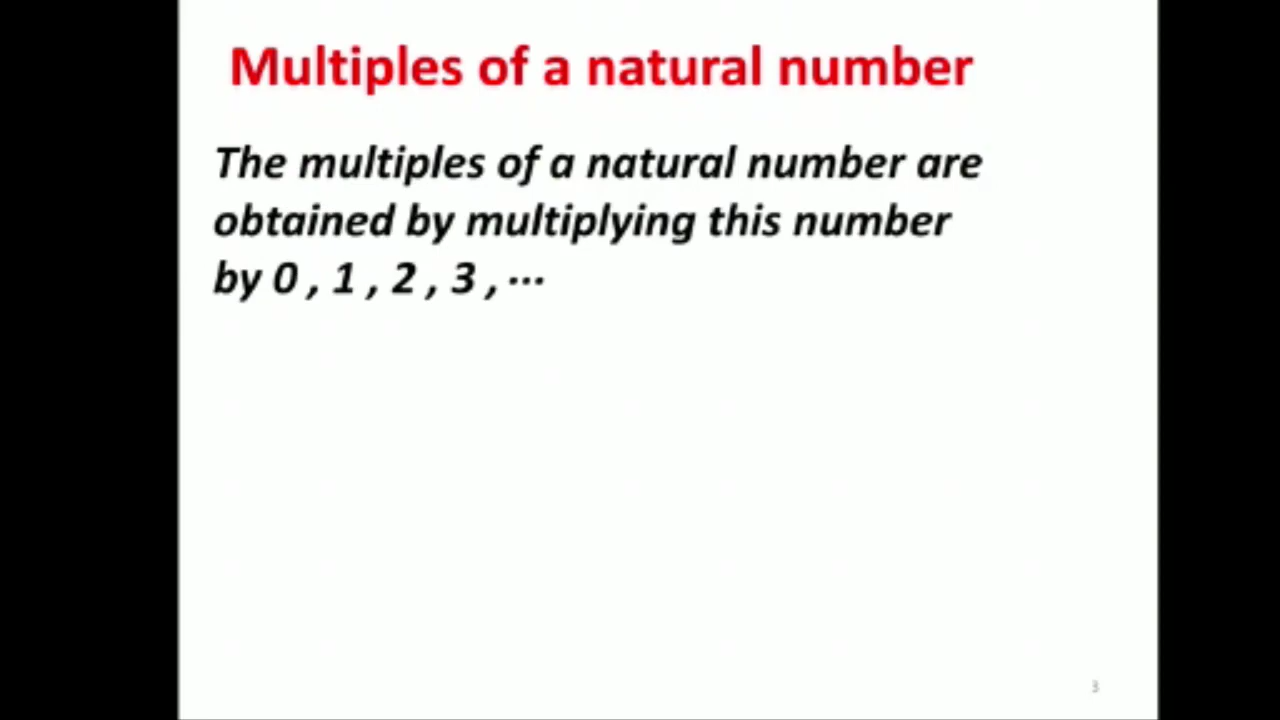 Multiples of a natural number
The multiples of a natural number are
obtained by multiplying this number
by 0 , 1 , 2 , 3 , ⋯
3